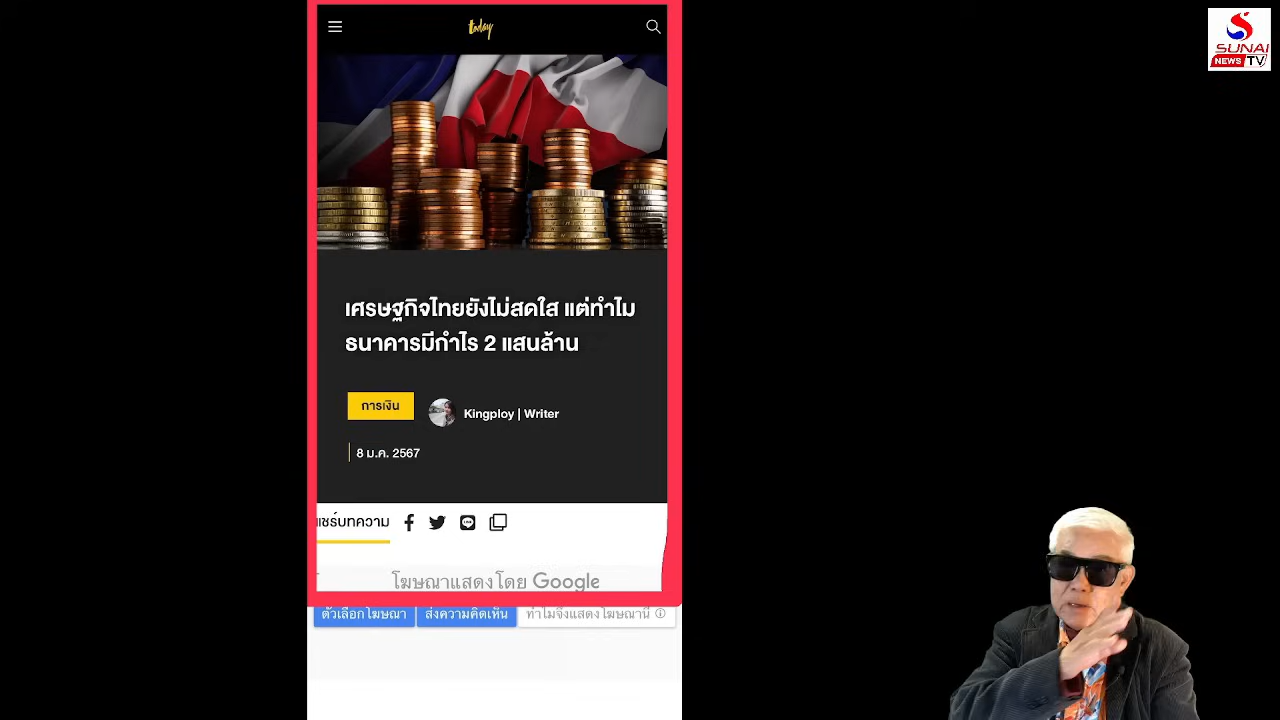 today
SUNAI
NEWS TV
เศรษฐกิจไทยยังไม่สดใส แต่ทำไม
ธนาคารมีกำไร 2 แสนล้าน
การเงิน
Kingploy | Writer
8 ม.ค. 2567
แชร์บทความ
โฆษณาแสดงโดย Google
ตัวเลือกโฆษณา
ส่งความคิดเห็น
ทำไมจึงแสดงโฆษณานี้